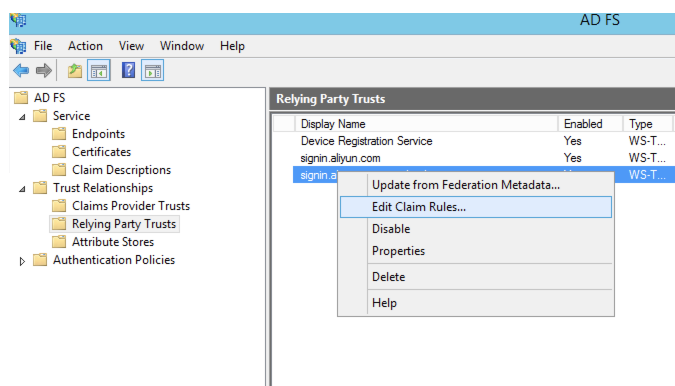 AD FS
File Action View Window Help
AD FS
Service
Endpoints
Certificates
Claim Descriptions
Trust Relationships
Claims Provider Trusts
Relying Party Trusts
Attribute Stores
Authentication Policies
Relying Party Trusts
Display Name Enabled Type
Device Registration Service Yes WS-T...
signin.aliyun.com Yes WS-T...
signin.a WS-T...
Update from Federation Metadata...
Edit Claim Rules...
Disable
Properties
Delete
Help